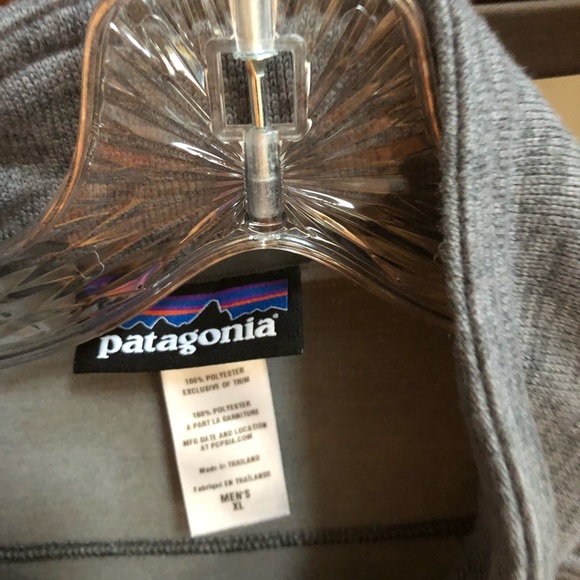 patagonia
100% POLYESTER
EXCLUSIVE OF TRIM
100% POLYESTER
A PART LA GARNITURE
MFG DATE AND LOCATION
AT PCPSIA.COM
Made in THAILAND
Fabriqué en THAÏLANDE
MEN'S
XL